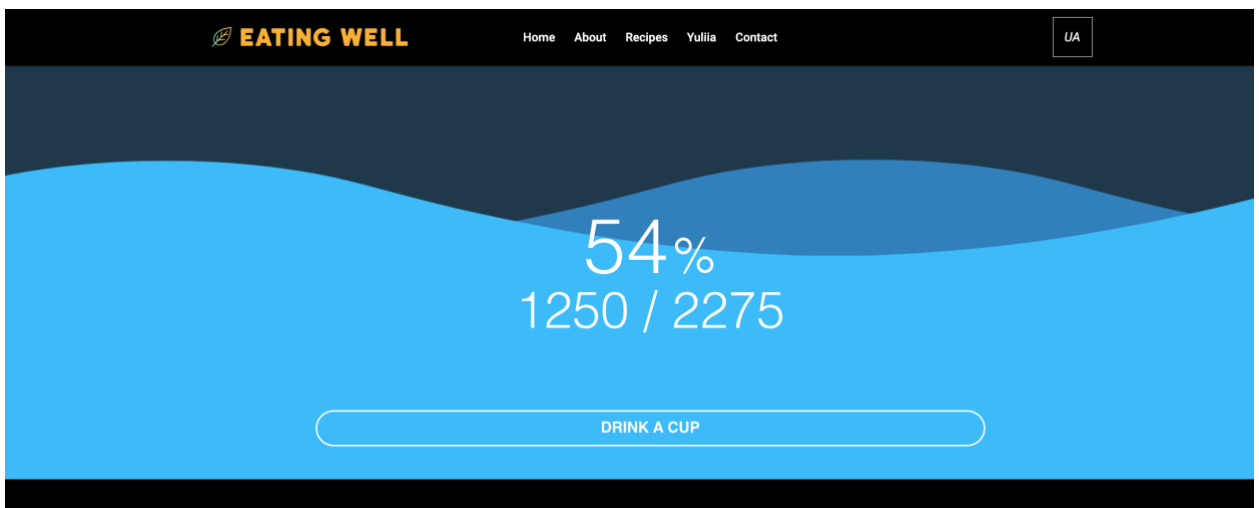 EATING WELL
Home About Recipes Yuliia Contact
UA
54%
1250 / 2275
DRINK A CUP